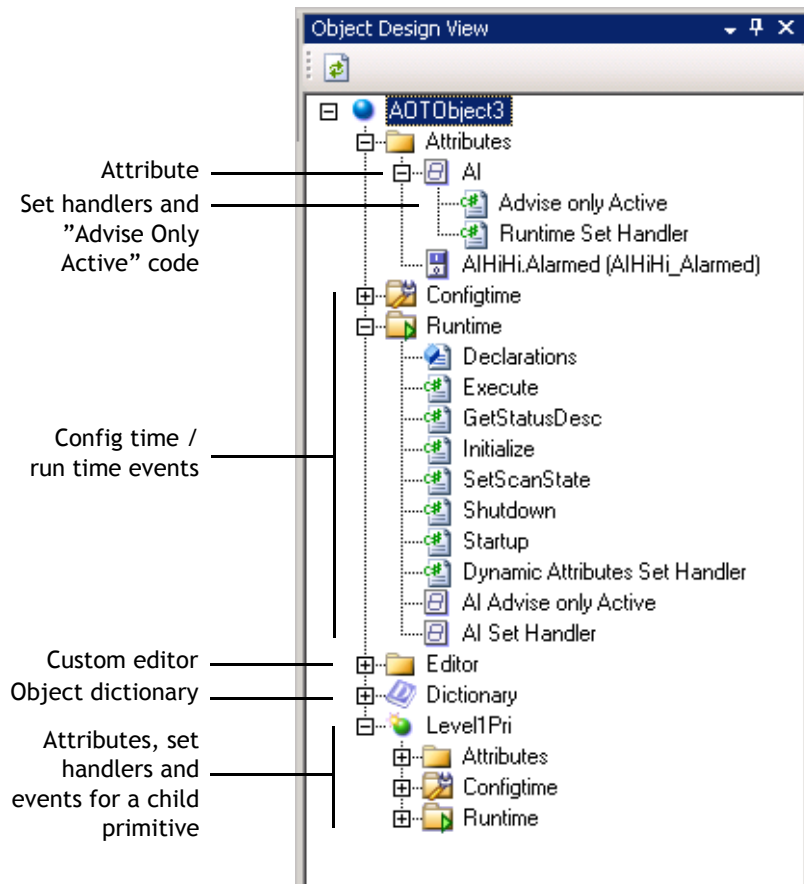 Object Design View
AOTObject3
Attributes
Attribute
AI
Set handlers and
”Advise Only
Active” code
Advise only Active
Runtime Set Handler
AIHiHi.Alarmed (AIHiHi_Alarmed)
Configtime
Runtime
Declarations
Execute
GetStatusDesc
Config time /
run time events
Initialize
SetScanState
Shutdown
Startup
Dynamic Attributes Set Handler
AI Advise only Active
AI Set Handler
Custom editor
Editor
Object dictionary
Dictionary
Attributes, set
handlers and
events for a child
primitive
Level1Pri
Attributes
Configtime
Runtime